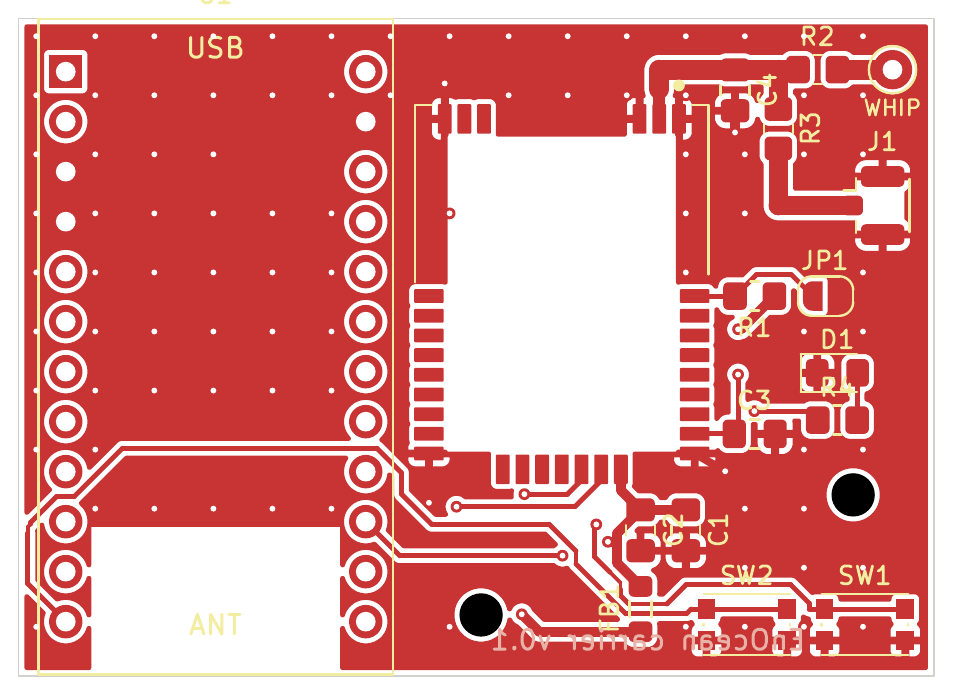 U1
USB
R2
C4
WHIP
R3
J1
JP1
R1
D1
R4
C3
C2
C1
SW2
SW1
FB1
ANT
EnOcean carrier v0.1